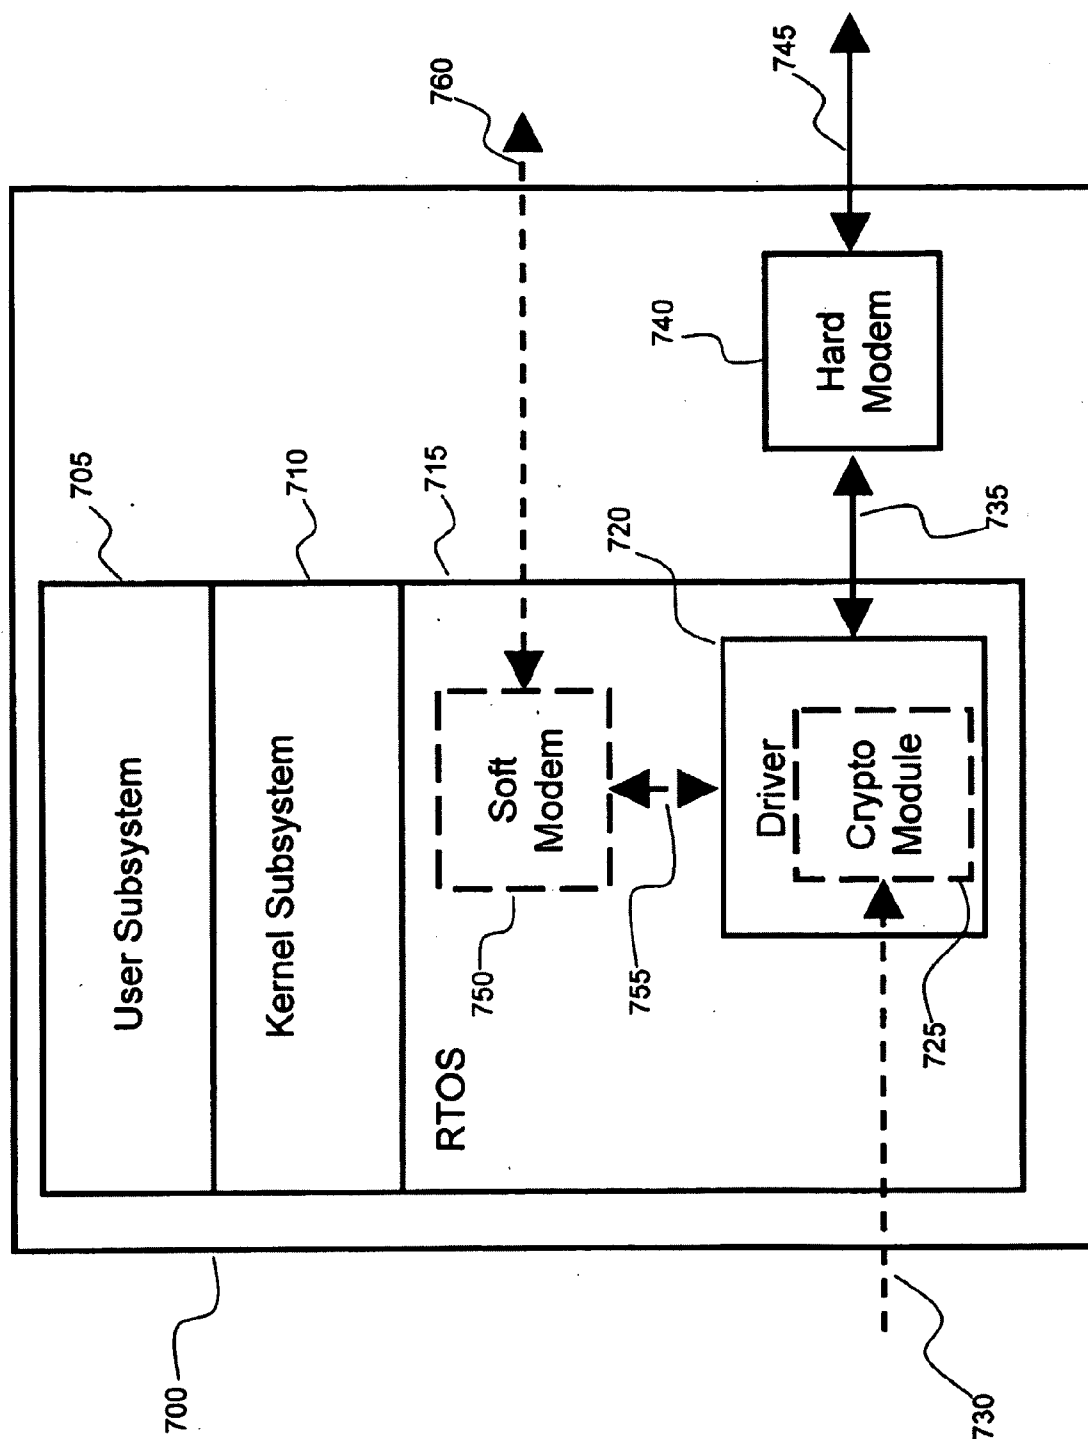 705
User Subsystem
700
Kernel Subsystem
710
RTOS
715
760
750
Soft
Modem
720
755
740
Driver
745
Hard
Modem
Crypto
Module
725
730
735